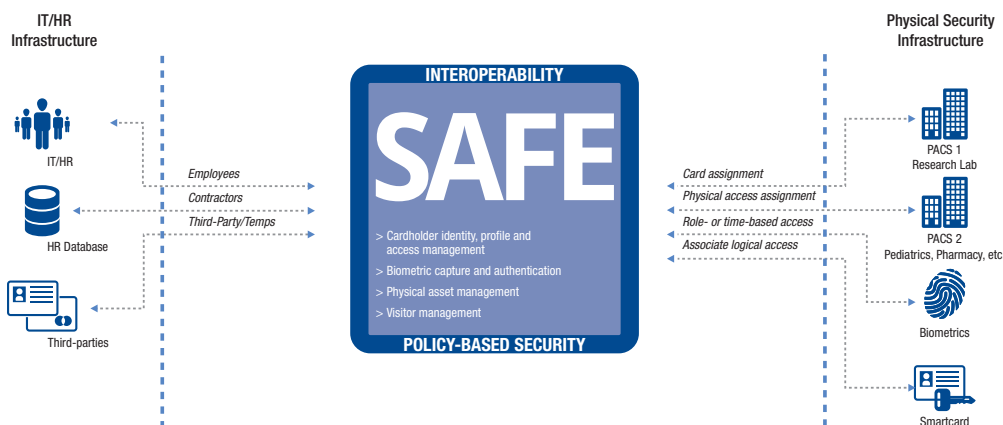 IT/HR
Infrastructure
IT/HR
HR Database
Third-parties
Employees
Contractors
Third-Party/Temps
INTEROPERABILITY
SAFE
> Cardholder identity, profile and
access management
> Biometric capture and authentication
> Physical asset management
> Visitor management
POLICY-BASED SECURITY
Card assignment
Physical access assignment
Role- or time-based access
Associate logical access
Physical Security
Infrastructure
PACS 1
Research Lab
PACS 2
Pediatrics, Pharmacy, etc
Biometrics
Smartcard